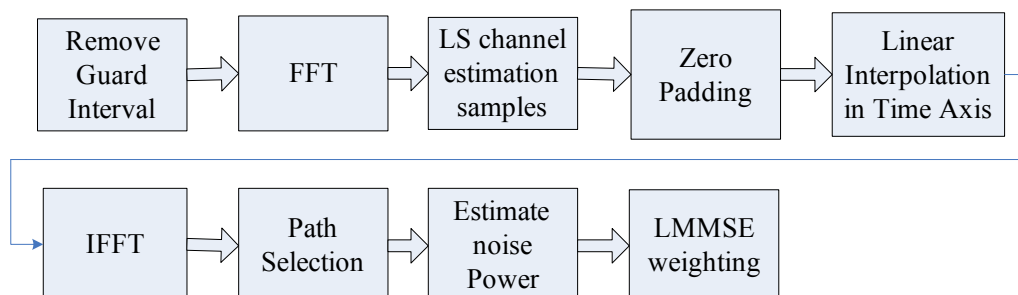 Remove
Guard
Interval
FFT
LS channel
estimation
samples
Zero
Padding
Linear
Interpolation
in Time Axis
IFFT
Path
Selection
Estimate
noise
Power
LMMSE
weighting